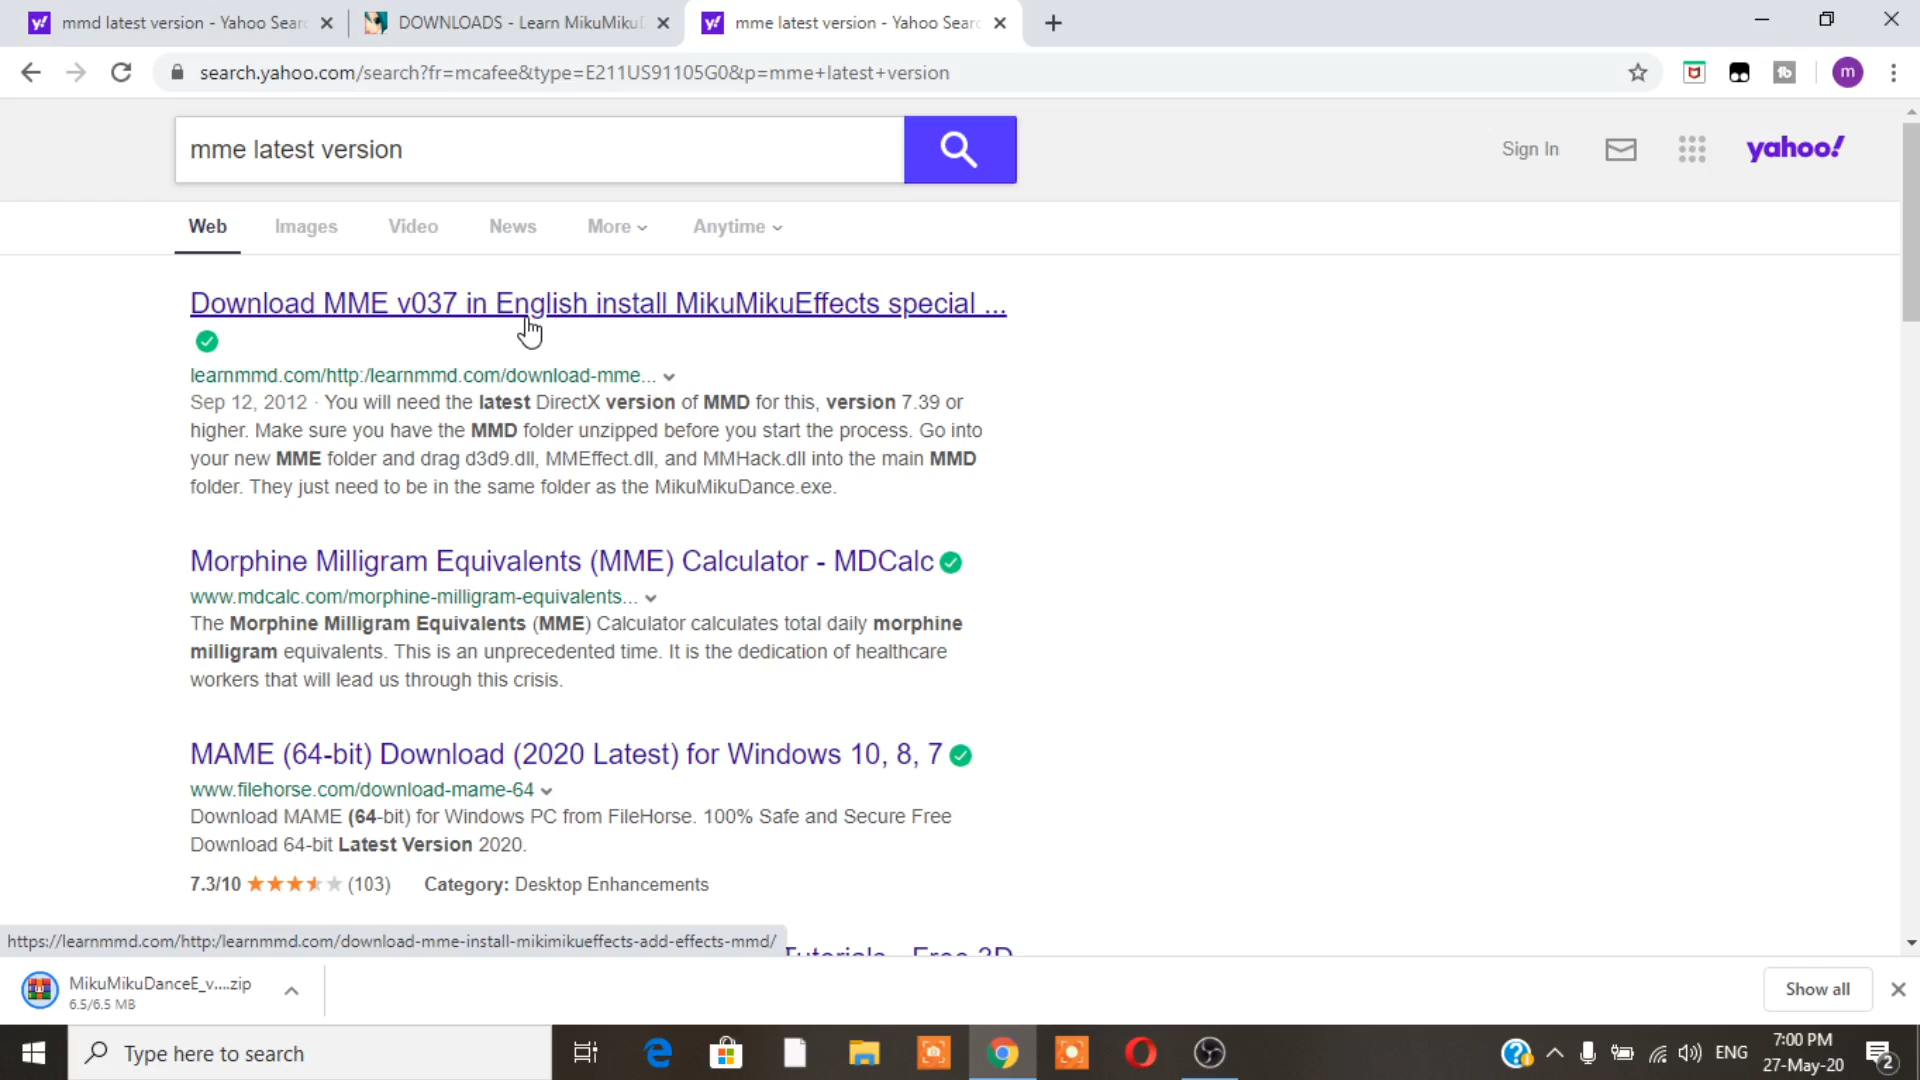 mmd latest version - Yahoo Sear
DOWNLOADS - Learn MikuMiku
mme latest version - Yahoo Sear
search.yahoo.com/search?fr=mcafee&type=E211US91105G0&p=mme+latest+version
m
mme latest version
Sign In
yahoo!
Web
Images
Video
News
More
Anytime
Download MME v037 in English install MikuMikuEffects special ...
learnmmd.com/http:/learnmmd.com/download-mme...
Sep 12, 2012 · You will need the latest DirectX version of MMD for this, version 7.39 or
higher. Make sure you have the MMD folder unzipped before you start the process. Go into
your new MME folder and drag d3d9.dll, MMEffect.dll, and MMHack.dll into the main MMD
folder. They just need to be in the same folder as the MikuMikuDance.exe.
Morphine Milligram Equivalents (MME) Calculator - MDCalc
www.mdcalc.com/morphine-milligram-equivalents...
The Morphine Milligram Equivalents (MME) Calculator calculates total daily morphine
milligram equivalents. This is an unprecedented time. It is the dedication of healthcare
workers that will lead us through this crisis.
MAME (64-bit) Download (2020 Latest) for Windows 10, 8, 7
www.filehorse.com/download-mame-64
Download MAME (64-bit) for Windows PC from FileHorse. 100% Safe and Secure Free
Download 64-bit Latest Version 2020.
7.3/10 (103) Category: Desktop Enhancements
https://learnmmd.com/http:/learnmmd.com/download-mme-install-mikimikueffects-add-effects-mmd/
Tutorials - Free 3D
MikuMikuDanceE_v....zip
6.5/6.5 MB
Show all
Type here to search
ENG
7:00 PM
27-May-20
2